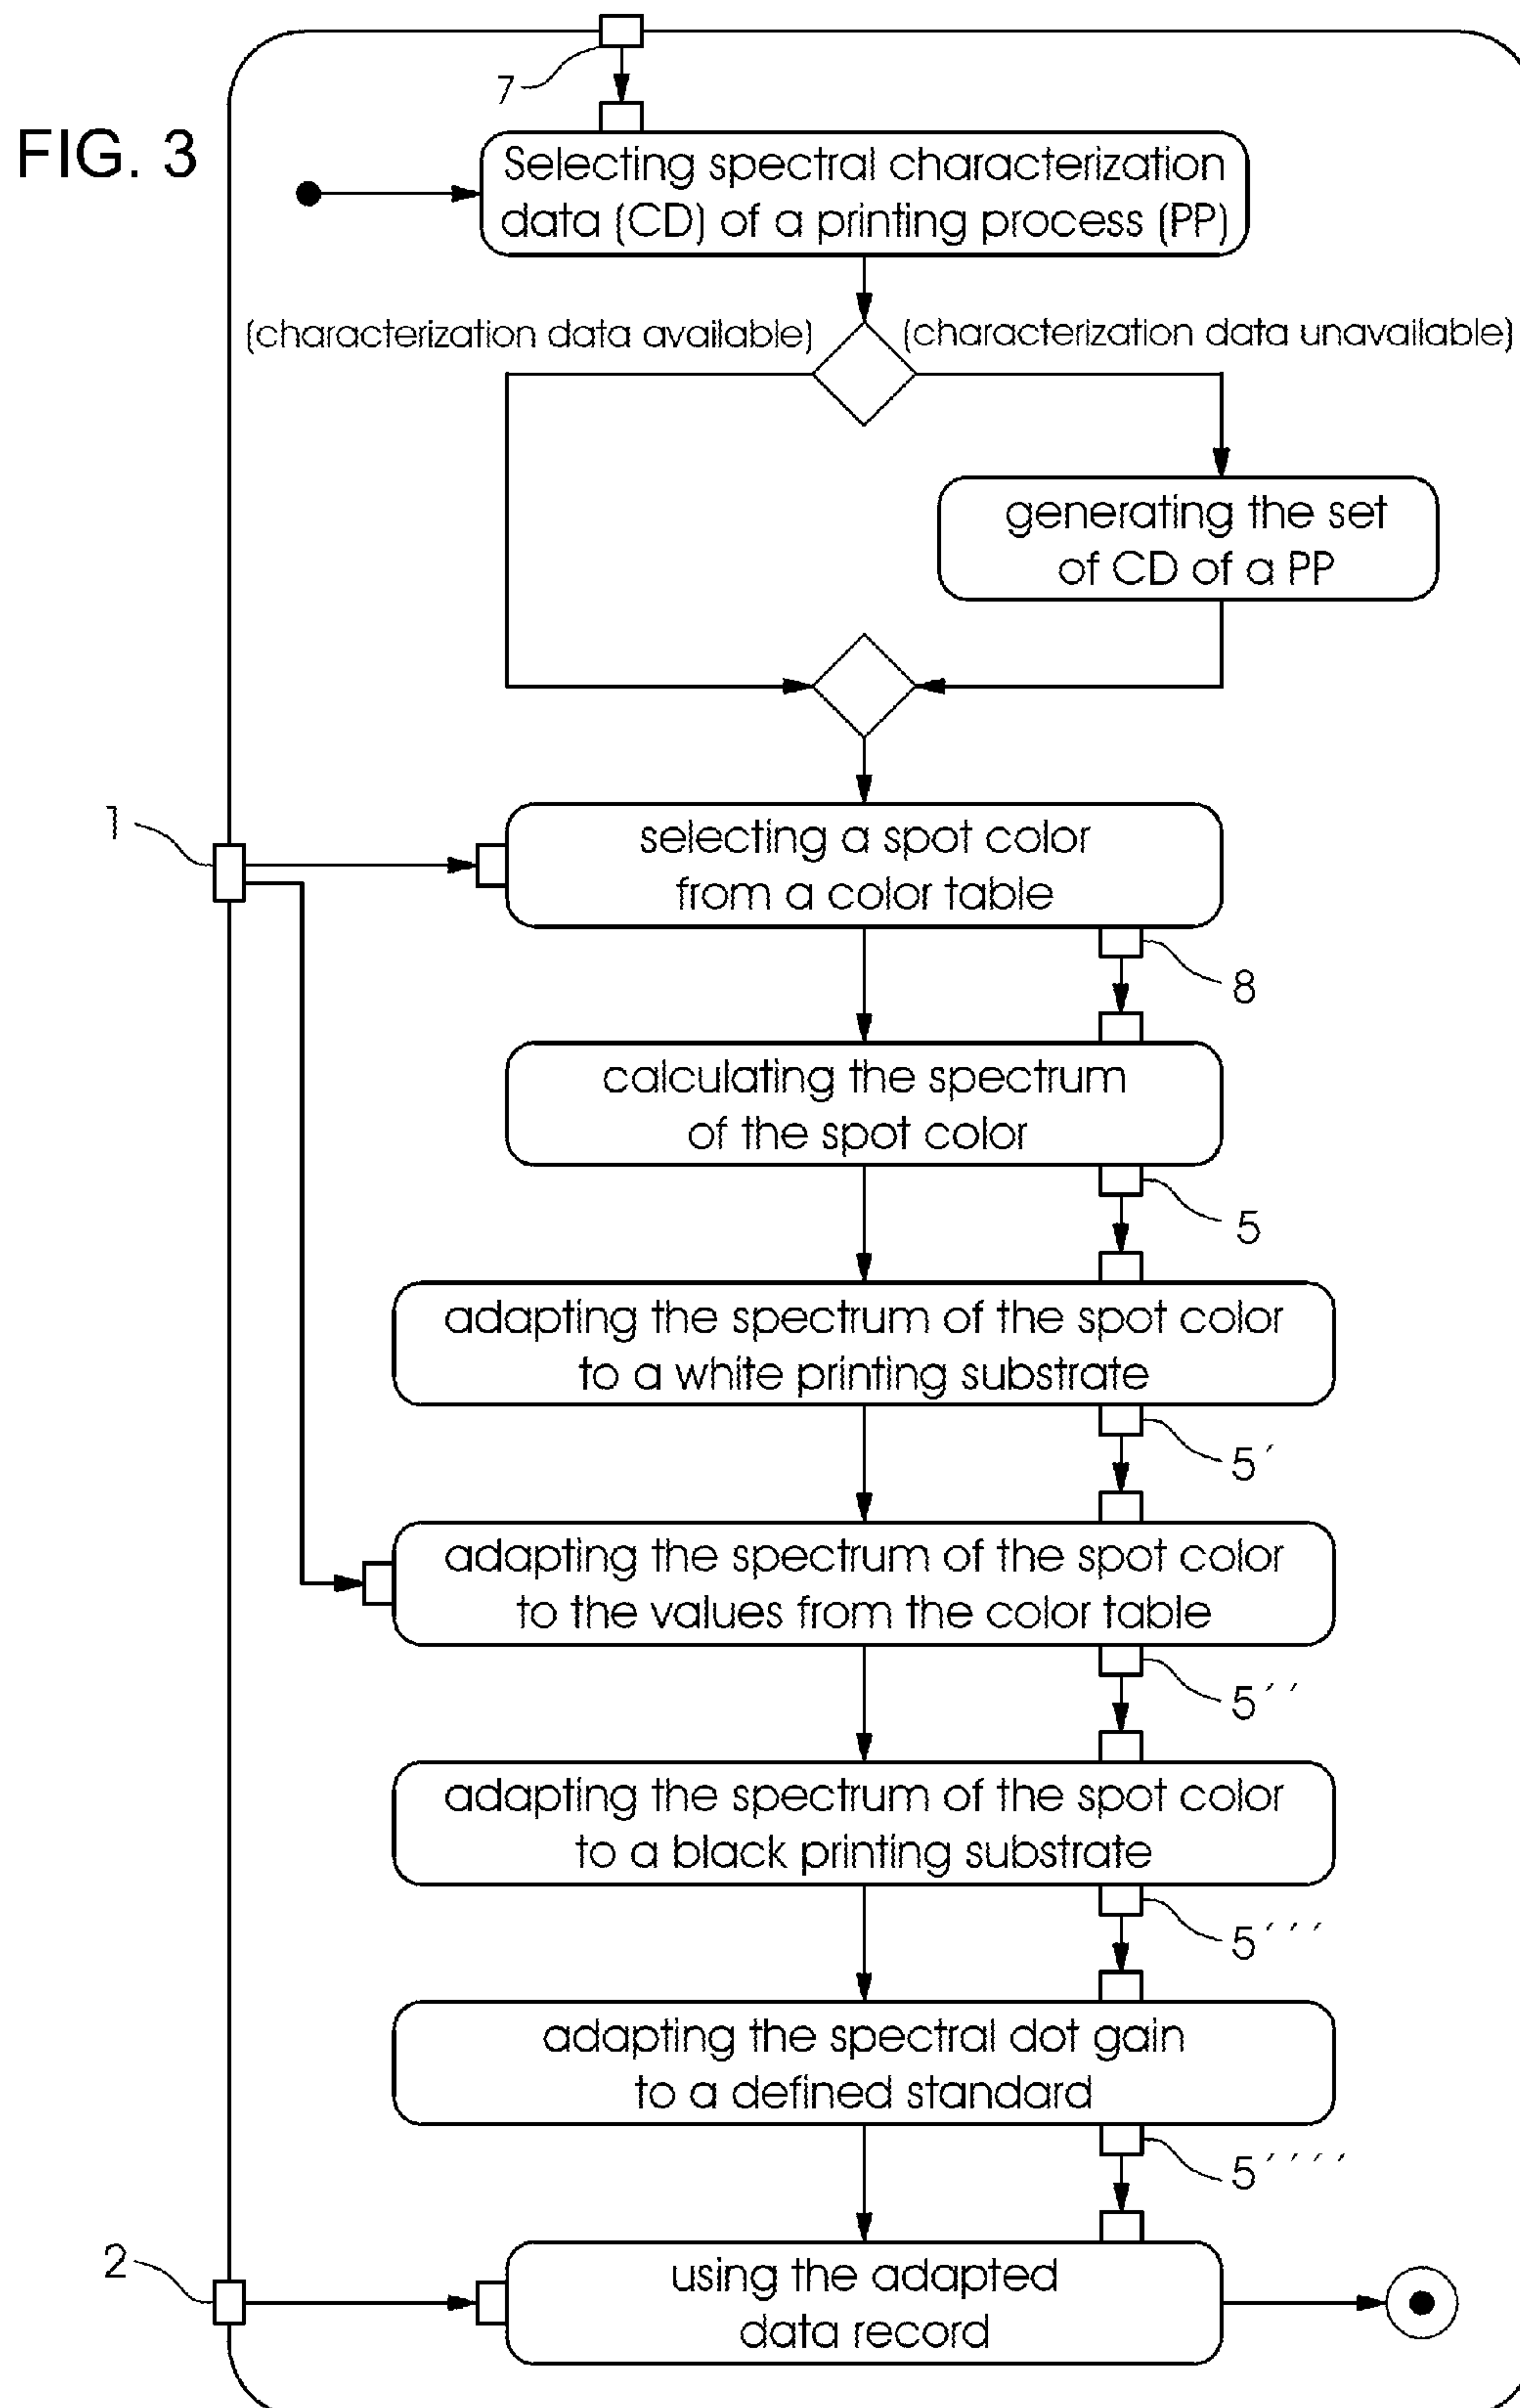 7
FIG. 3
Selecting spectral characterization
data (CD) of a printing process (PP)
(characterization data available)
(characterization data unavailable)
generating the set
of CD of a PP
1
selecting a spot color
from a color table
8
calculating the spectrum
of the spot color
5
adapting the spectrum of the spot color
to a white printing substrate
5´
adapting the spectrum of the spot color
to the values from the color table
5´´
adapting the spectrum of the spot color
to a black printing substrate
5´´´
adapting the spectral dot gain
to a defined standard
5´´´´
2
using the adapted
data record